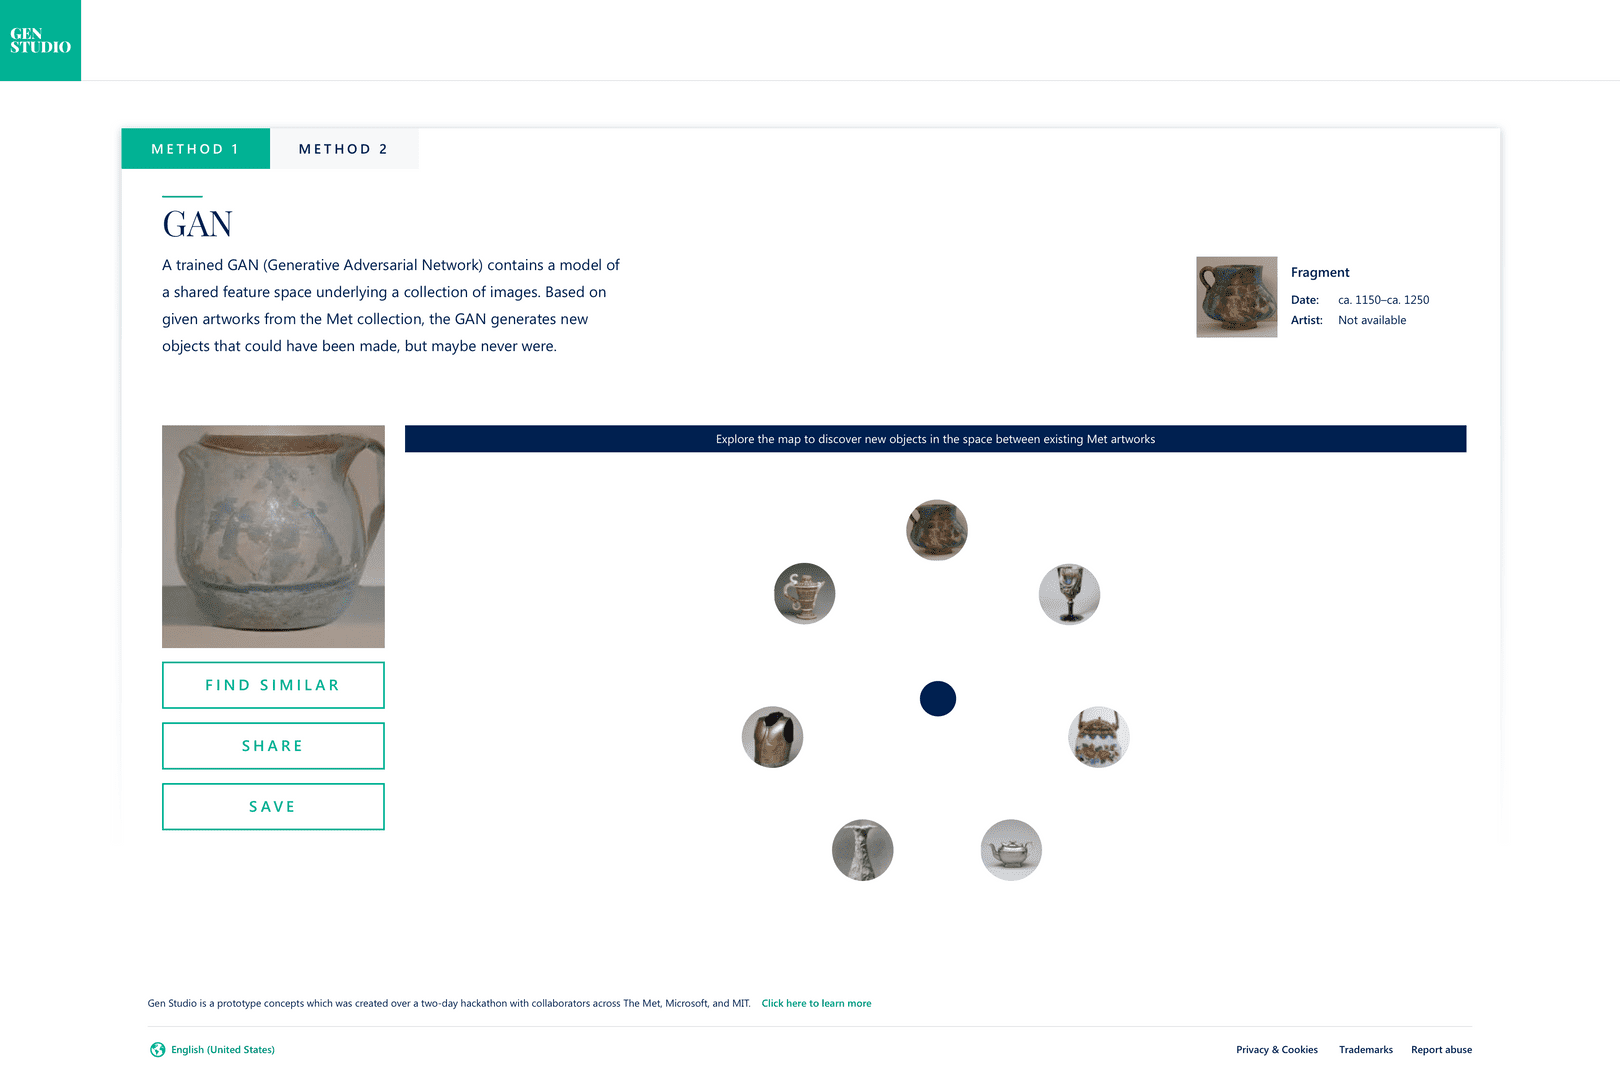 GEN
STUDIO
METHOD 1
METHOD 2
GAN
A trained GAN (Generative Adversarial Network) contains a model of
a shared feature space underlying a collection of images. Based on
given artworks from the Met collection, the GAN generates new
objects that could have been made, but maybe never were.
Fragment
Date: ca. 1150–ca. 1250
Artist: Not available
Explore the map to discover new objects in the space between existing Met artworks
FIND SIMILAR
SHARE
SAVE
Gen Studio is a prototype concepts which was created over a two-day hackathon with collaborators across The Met, Microsoft, and MIT. Click here to learn more
English (United States)
Privacy & Cookies
Trademarks
Report abuse